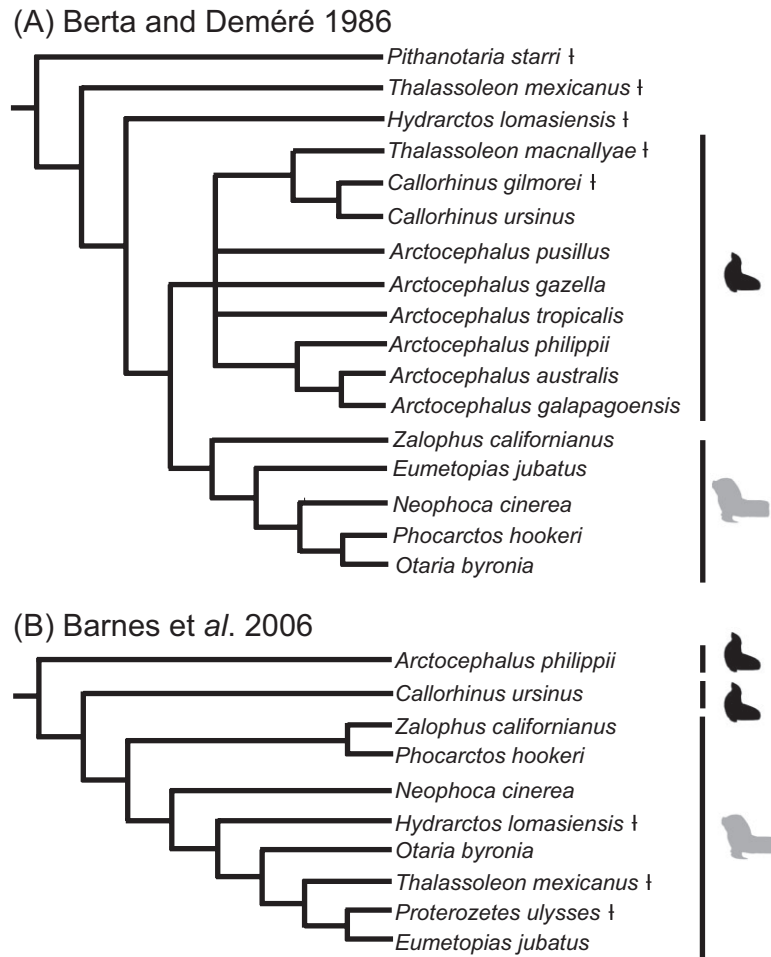 (A) Berta and Deméré 1986
Pithanotaria starri ƚ
Thalassoleon mexicanus ƚ
Hydrarctos lomasiensis ƚ
Thalassoleon macnallyae ƚ
Callorhinus gilmorei ƚ
Callorhinus ursinus
Arctocephalus pusillus
Arctocephalus gazella
Arctocephalus tropicalis
Arctocephalus philippii
Arctocephalus australis
Arctocephalus galapagoensis
Zalophus californianus
Eumetopias jubatus
Neophoca cinerea
Phocarctos hookeri
Otaria byronia
(B) Barnes et al. 2006
Arctocephalus philippii
Callorhinus ursinus
Zalophus californianus
Phocarctos hookeri
Neophoca cinerea
Hydrarctos lomasiensis ƚ
Otaria byronia
Thalassoleon mexicanus ƚ
Proterozetes ulysses ƚ
Eumetopias jubatus